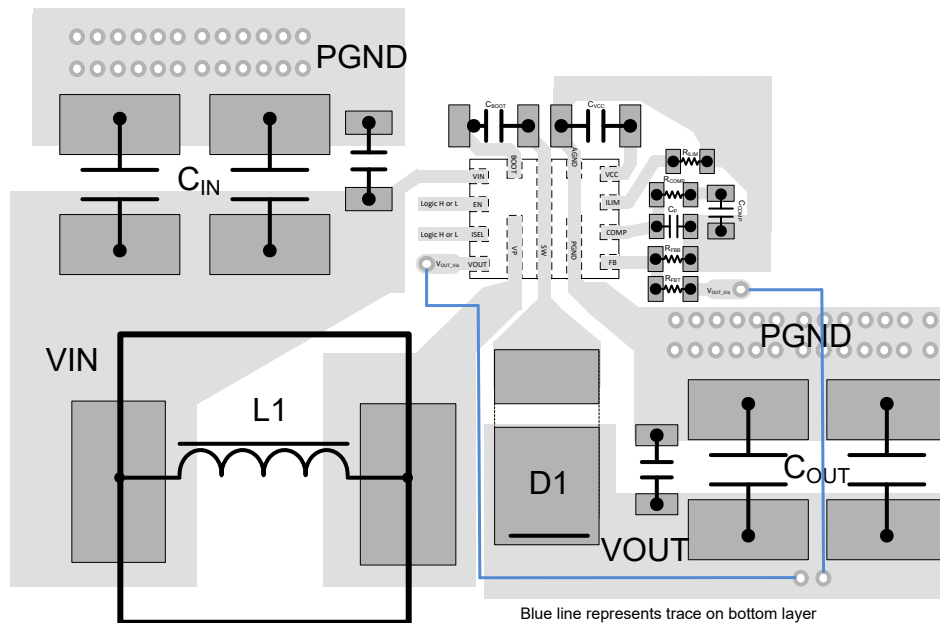 PGND
CIN
CBOOT
CVCC
BOOT
AGND
VIN
VCC
RILIM
Logic H or L
EN
ILIM
RCOMP
CCOMP
Logic H or L
ISEL
COMP
CP
VOUT_Via
VOUT
VP
SW
PGND
FB
RFBB
RFBT
VOUT_Via
PGND
VIN
L1
D1
COUT
VOUT
Blue line represents trace on bottom layer